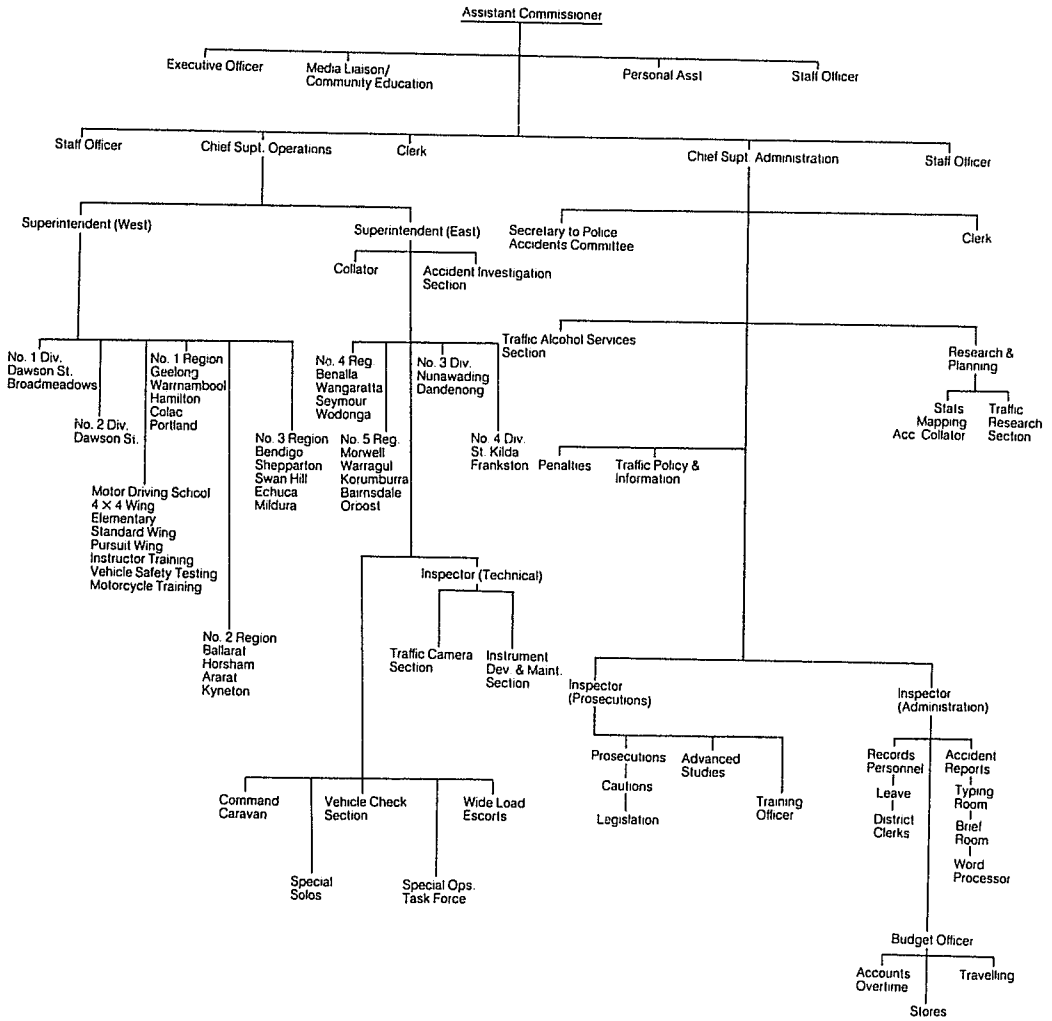 Assistant Commissioner
Executive Officer
Media Liaison/
Community Education
Personal Asst
Staff Officer
Staff Officer
Chief Supt. Operations
Clerk
Chief Supt. Administration
Staff Officer
Superintendent (West)
Superintendent (East)
Secretary to Police
Accidents Committee
Clerk
Collator
Accident Investigation
Section
Traffic Alcohol Services
Section
Research &
Planning
Stats
Mapping
Acc Collator
Traffic
Research
Section
No. 1 Div.
Dawson St.
Broadmeadows
No. 2 Div.
Dawson St.
Motor Driving School
4 X 4 Wing
Elementary
Standard Wing
Pursuit Wing
Instructor Training
Vehicle Safety Testing
Motorcycle Training
No. 1 Region
Geelong
Warrnambool
Hamilton
Colac
Portland
No. 2 Region
Ballarat
Horsham
Ararat
Kyneton
No. 3 Region
Bendigo
Shepparton
Swan Hill
Echuca
Mildura
No. 4 Reg
Benalla
Wangaratta
Seymour
Wodonga
No. 5 Reg.
Morwell
Warragul
Korumburra
Bairnsdale
Orbost
No. 3 Div.
Nunawading
Dandenong
No. 4 Div.
St. Kilda
Frankston
Penalties
Traffic Policy &
Information
Inspector (Technical)
Traffic Camera
Section
Instrument
Dev. & Maint.
Section
Inspector
(Prosecutions)
Inspector
(Administration)
Prosecutions
Cautions
Legislation
Advanced
Studies
Training
Officer
Records
Personnel
Leave
District
Clerks
Accident
Reports
Typing
Room
Brief
Room
Word
Processor
Command
Caravan
Special
Solos
Vehicle Check
Section
Special Ops.
Task Force
Wide Load
Escorts
Budget Officer
Accounts
Overtime
Stores
Travelling